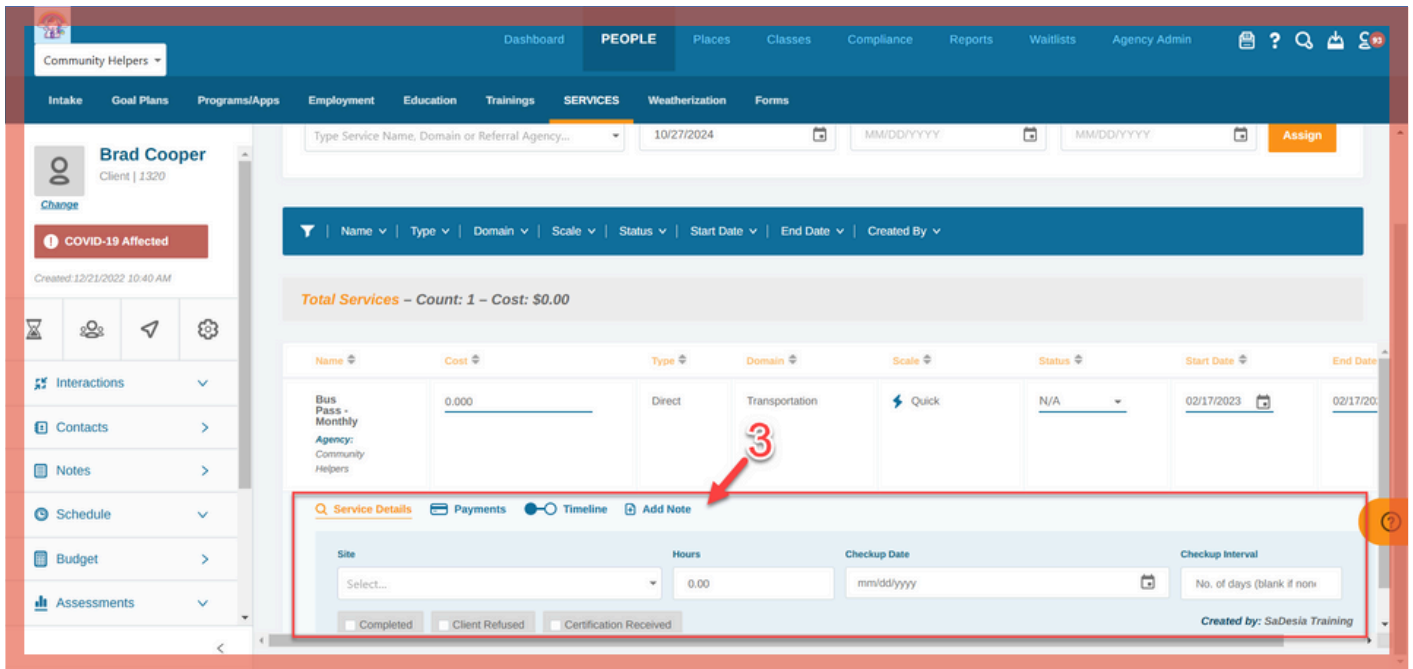 Community Helpers
Dashboard PEOPLE Places Classes Compliance Reports Waitlists Agency Admin ? 93
Intake Goal Plans Programs/Apps Employment Education Trainings SERVICES Weatherization Forms
Type Service Name, Domain or Referral Agency... 10/27/2024 MM/DD/YYYY MM/DD/YYYY Assign
Brad Cooper
Client | 1320
Change
COVID-19 Affected
Created:12/21/2022 10:40 AM
Interactions
Contacts
Notes
Schedule
Budget
Assessments
| Name | Type | Domain | Scale | Status | Start Date | End Date | Created By
Total Services – Count: 1 – Cost: $0.00
Name Cost Type Domain Scale Status Start Date End Date
Bus Pass - Monthly 0.000 Direct Transportation Quick N/A 02/17/2023 02/17/20
Agency:
Community
Helpers
3
Service Details Payments Timeline Add Note
Site Hours Checkup Date Checkup Interval
Select... 0.00 mm/dd/yyyy No. of days (blank if none
Completed Client Refused Certification Received Created by: SaDesia Training